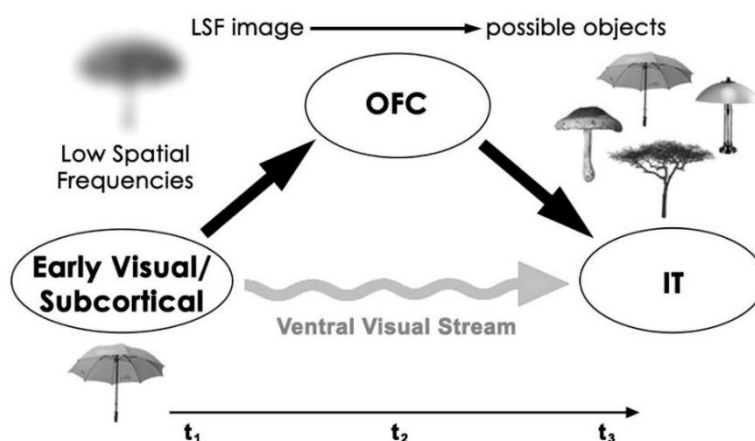 LSF image possible objects
OFC
Low Spatial
Frequencies
Early Visual/
Subcortical
IT
Ventral Visual Stream
t₁ t₂ t₃